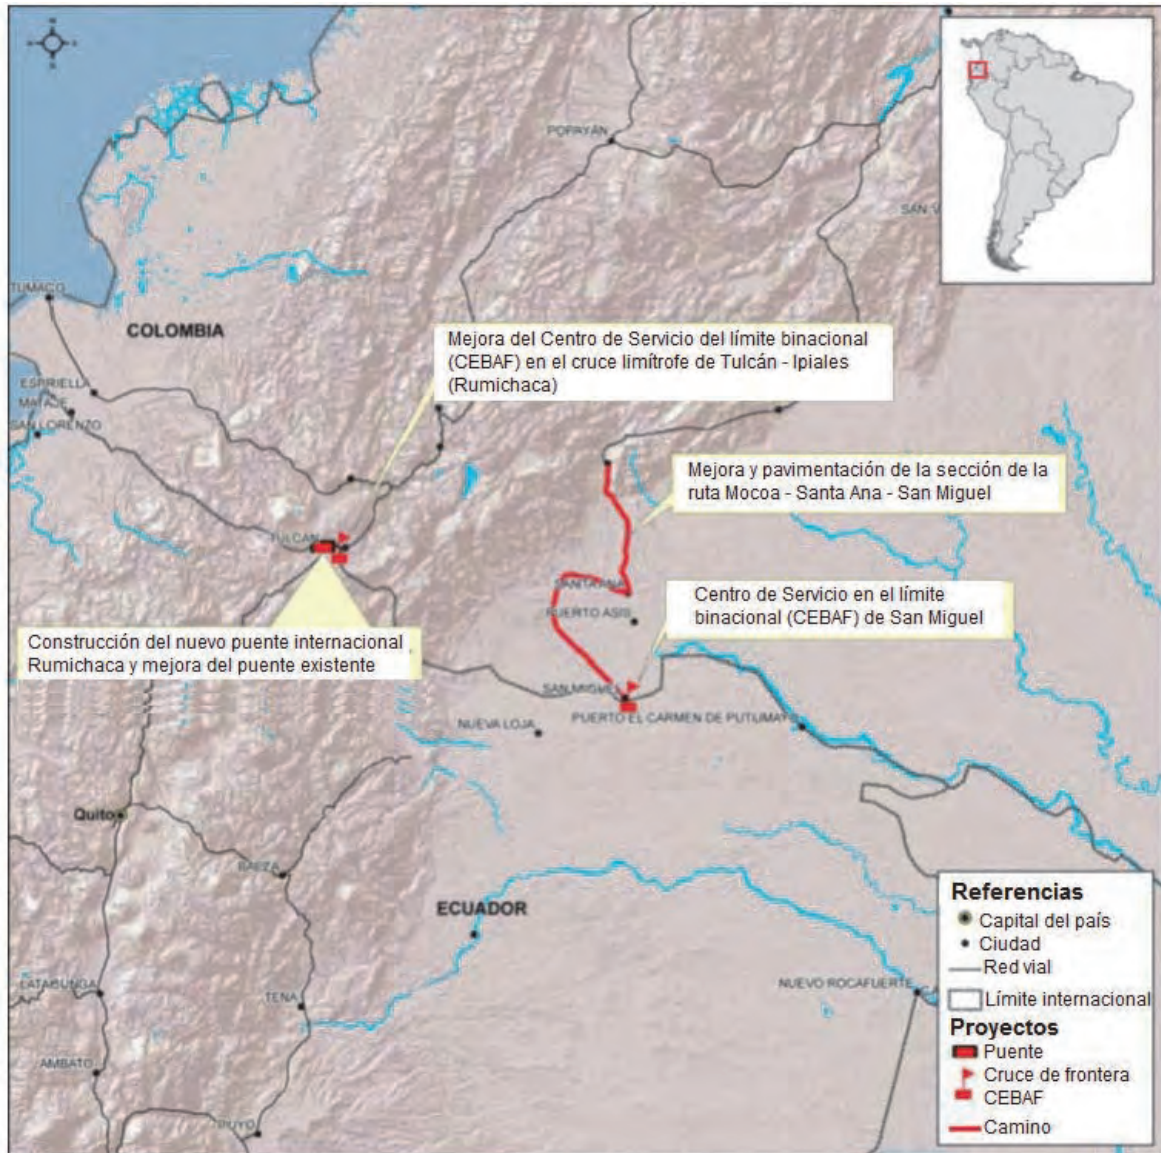 POPAYÁN
TUMACO
COLOMBIA
Mejora del Centro de Servicio del límite binacional
(CEBAF) en el cruce limítrofe de Tulcán - Ipiales
(Rumichaca)
ESPRIELLA
MATAJE
SAN LORENZO
Mejora y pavimentación de la sección de la
ruta Mocoa - Santa Ana - San Miguel
TULCÁN
SANTA ANA
PUERTO ASIS
Centro de Servicio en el límite
binacional (CEBAF) de San Miguel
Construcción del nuevo puente internacional
Rumichaca y mejora del puente existente
SAN MIGUEL
PUERTO EL CARMEN DE PUTUMAYO
NUEVA LOJA
Quito
BAEZA
ECUADOR
LATACUNGA
TENA
NUEVO ROCAFUERTE
AMBATO
PUYO
Referencias
Capital del país
Ciudad
Red vial
Límite internacional
Proyectos
Puente
Cruce de frontera
CEBAF
Camino